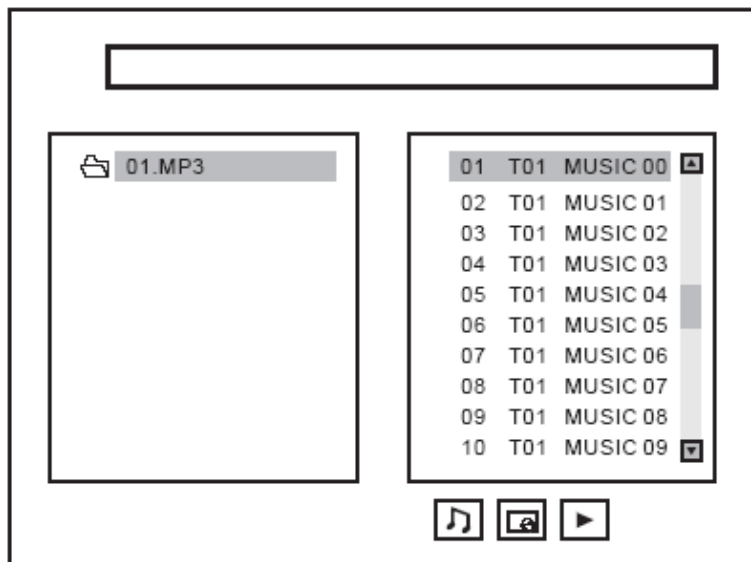 01.MP3
01 T01 MUSIC 00
02 T01 MUSIC 01
03 T01 MUSIC 02
04 T01 MUSIC 03
05 T01 MUSIC 04
06 T01 MUSIC 05
07 T01 MUSIC 06
08 T01 MUSIC 07
09 T01 MUSIC 08
10 T01 MUSIC 09